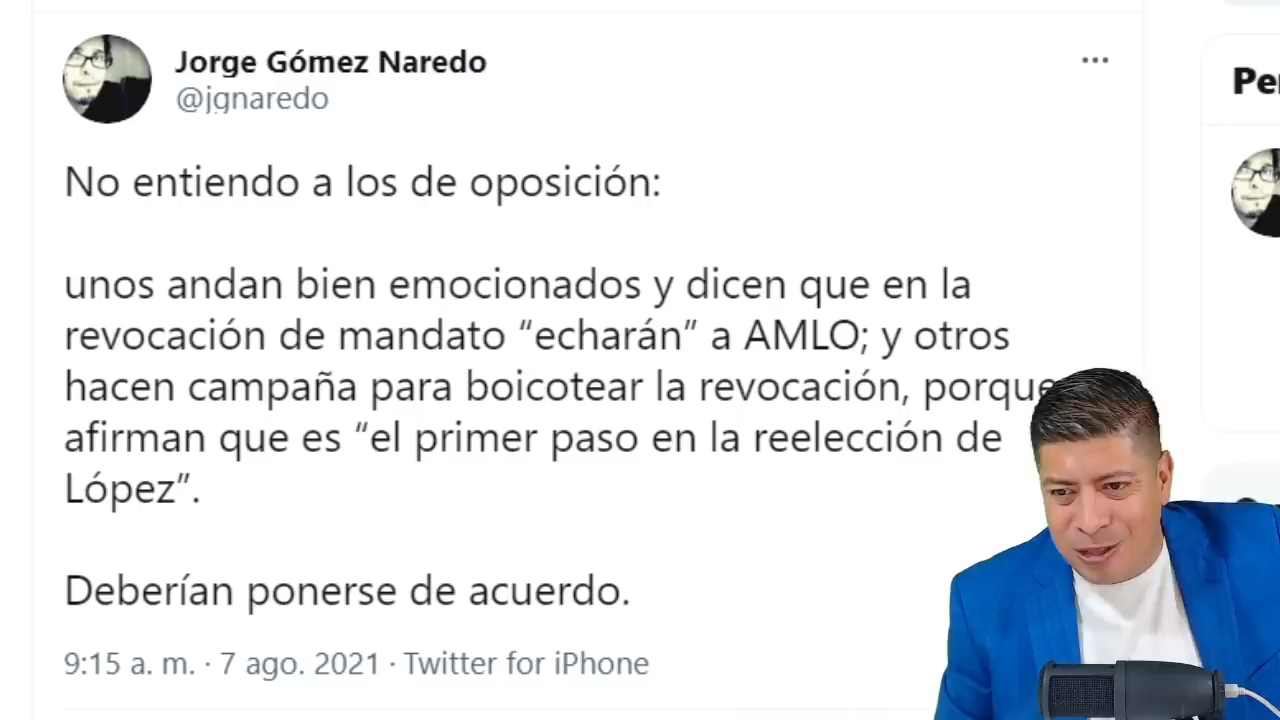 Jorge Gómez Naredo
@jgnaredo
No entiendo a los de oposición:
unos andan bien emocionados y dicen que en la
revocación de mandato “echarán” a AMLO; y otros
hacen campaña para boicotear la revocación, porque
afirman que es “el primer paso en la reelección de
López”.
Deberían ponerse de acuerdo.
9:15 a. m. · 7 ago. 2021 · Twitter for iPhone